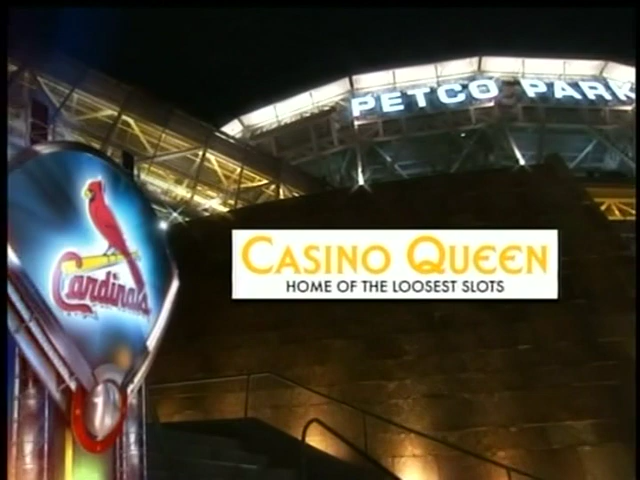 PETCO PARK
Cardinals
CASINO QUEEN
HOME OF THE LOOSEST SLOTS